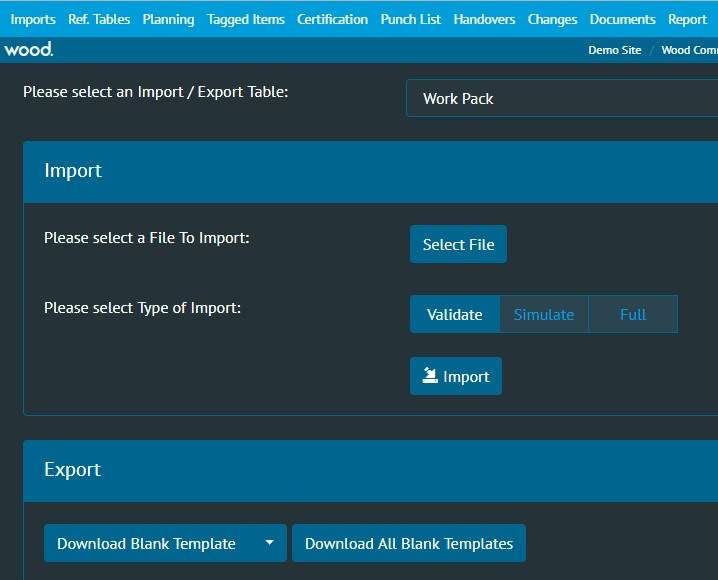 Imports Ref. Tables Planning Tagged Items Certification Punch List Handovers Changes Documents Report
wood. Demo Site / Wood Com
Please select an Import / Export Table: Work Pack
Import
Please select a File To Import: Select File
Please select Type of Import: Validate Simulate Full
Import
Export
Download Blank Template Download All Blank Templates